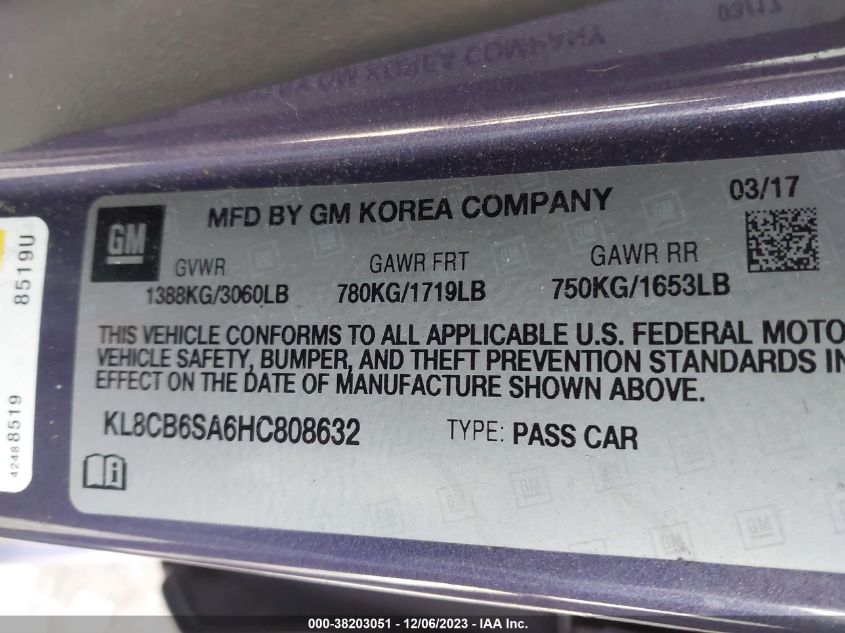 03/17
MFD BY GM KOREA COMPANY
GM
GVWR GAWR FRT GAWR RR
1388KG/3060LB 780KG/1719LB 750KG/1653LB
THIS VEHICLE CONFORMS TO ALL APPLICABLE U.S. FEDERAL MOTO
VEHICLE SAFETY, BUMPER, AND THEFT PREVENTION STANDARDS IN
EFFECT ON THE DATE OF MANUFACTURE SHOWN ABOVE.
KL8CB6SA6HC808632 TYPE: PASS CAR
8519U
42488519
000-38203051 - 12/06/2023 - IAA Inc.